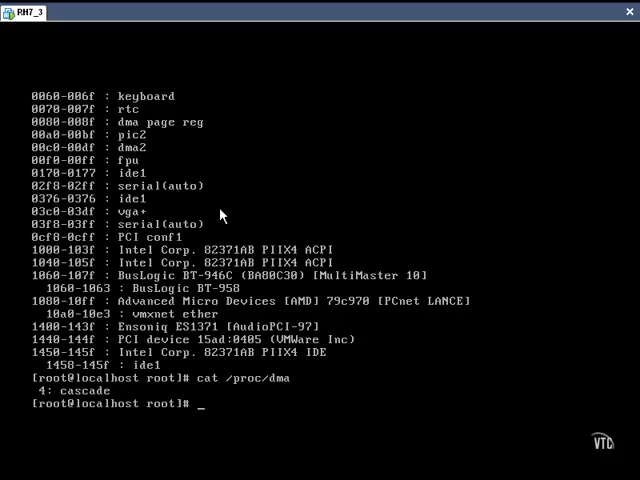 RH7_3
0060-006f : keyboard
0070-007f : rtc
0080-008f : dma page reg
00a0-00bf : pic2
00c0-00df : dma2
00f0-00ff : fpu
0170-0177 : ide1
02f8-02ff : serial(auto)
0376-0376 : ide1
03c0-03df : vga+
03f8-03ff : serial(auto)
0cf8-0cff : PCI conf1
1000-103f : Intel Corp. 82371AB PIIX4 ACPI
1040-105f : Intel Corp. 82371AB PIIX4 ACPI
1060-107f : BusLogic BT-946C (BA80C30) [MultiMaster 10]
  1060-1063 : BusLogic BT-958
1080-10ff : Advanced Micro Devices [AMD] 79c970 [PCnet LANCE]
  10a0-10e3 : vmxnet ether
1400-143f : Ensoniq ES1371 [AudioPCI-97]
1440-144f : PCI device 15ad:0405 (VMWare Inc)
1450-145f : Intel Corp. 82371AB PIIX4 IDE
  1458-145f : ide1
[root@localhost root]# cat /proc/dma
 4: cascade
[root@localhost root]# _
VTC